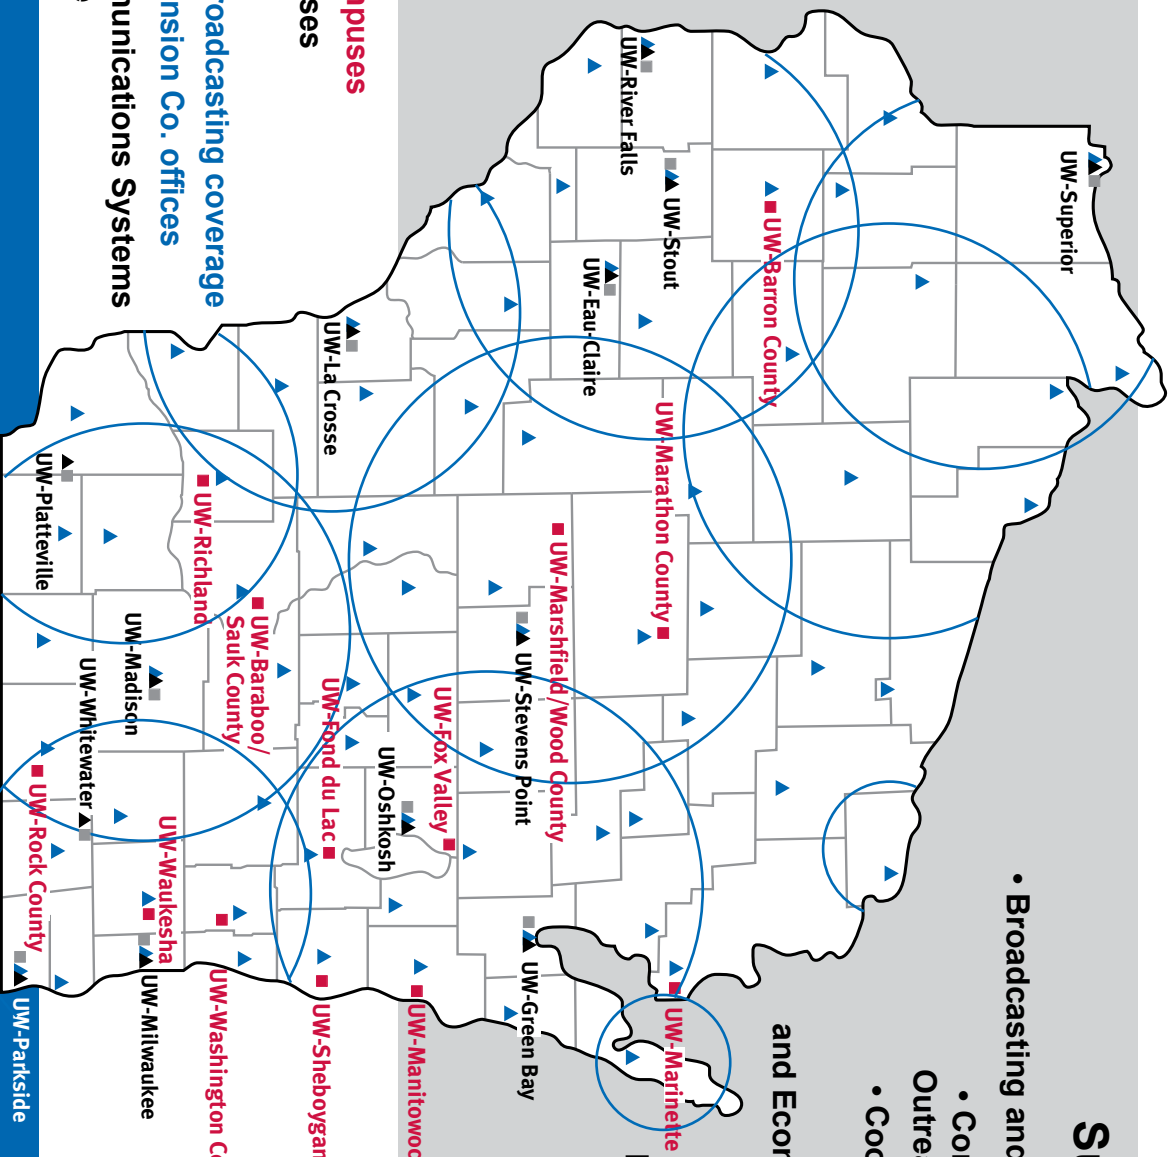 S
• Broadcasting and
• Co
Outrea
• Coo
and Econ
UW-Superior
UW-River Falls
UW-Stout
UW-Barron County
UW-Eau-Claire
UW-Marathon County
UW-Marshfield/Wood County
UW-Stevens Point
UW-Marinette
UW-Green Bay
UW-La Crosse
UW-Fox Valley
UW-Oshkosh
UW-Manitowoc
UW-Fond du Lac
UW-Sheboygan
UW-Baraboo/
Sauk County
UW-Richland
UW-Washington Co
UW-Waukesha
UW-Milwaukee
UW-Madison
UW-Whitewater
UW-Platteville
UW-Rock County
UW-Parkside
puses
ses
roadcasting coverage
nsion Co. offices
unications Systems
e